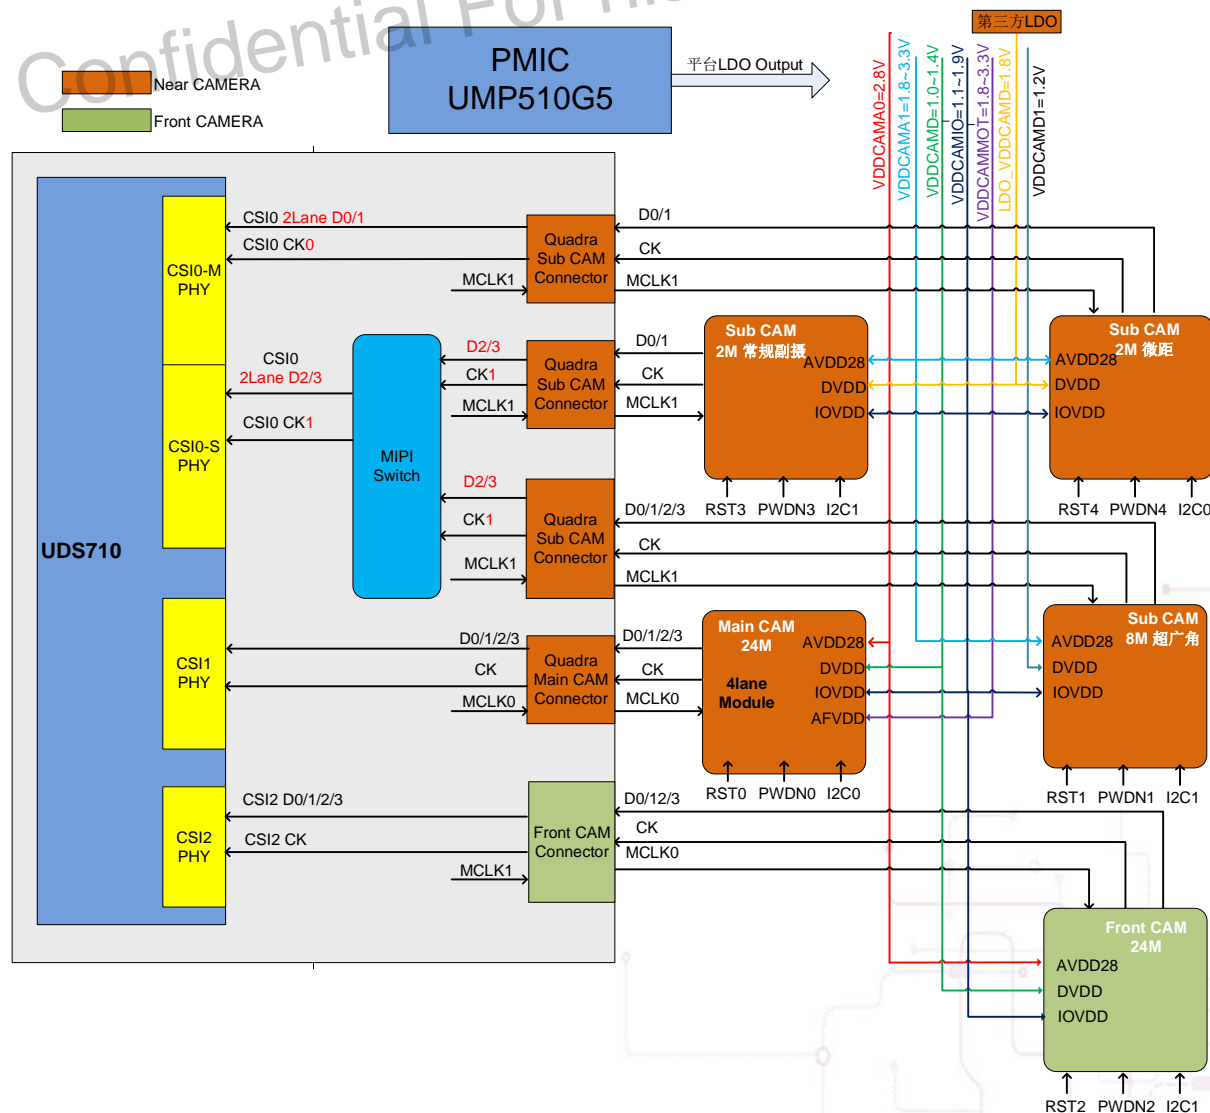 Confidential For
Near CAMERA
Front CAMERA
PMIC
UMP510G5
平台LDO Output
第三方LDO
VDDCAMA0=2.8V
VDDCAMA1=1.8~3.3V
VDDCAMD=1.0~1.4V
VDDCAMIO=1.1~1.9V
VDDCAMMOT=1.8~3.3V
LDO_VDDCAMD=1.8V
VDDCAMD1=1.2V
UDS710
CSI0-M
PHY
CSI0 2Lane D0/1
CSI0 CK0
MCLK1
Quadra
Sub CAM
Connector
D0/1
CK
MCLK1
CSI0-S
PHY
CSI0
2Lane D2/3
CSI0 CK1
MIPI
Switch
D2/3
CK1
MCLK1
Quadra
Sub CAM
Connector
D0/1
CK
MCLK1
Sub CAM
2M 常规副摄
AVDD28
DVDD
IOVDD
RST3 PWDN3 I2C1
Sub CAM
2M 微距
AVDD28
DVDD
IOVDD
RST4 PWDN4 I2C0
D2/3
CK1
MCLK1
Quadra
Sub CAM
Connector
D0/1/2/3
CK
MCLK1
Sub CAM
8M 超广角
AVDD28
DVDD
IOVDD
RST1 PWDN1 I2C1
CSI1
PHY
D0/1/2/3
CK
MCLK0
Quadra
Main CAM
Connector
D0/1/2/3
CK
MCLK0
Main CAM
24M
4lane
Module
AVDD28
DVDD
IOVDD
AFVDD
RST0 PWDN0 I2C0
CSI2
PHY
CSI2 D0/1/2/3
CSI2 CK
MCLK1
Front CAM
Connector
D0/12/3
CK
MCLK0
Front CAM
24M
AVDD28
DVDD
IOVDD
RST2 PWDN2 I2C1